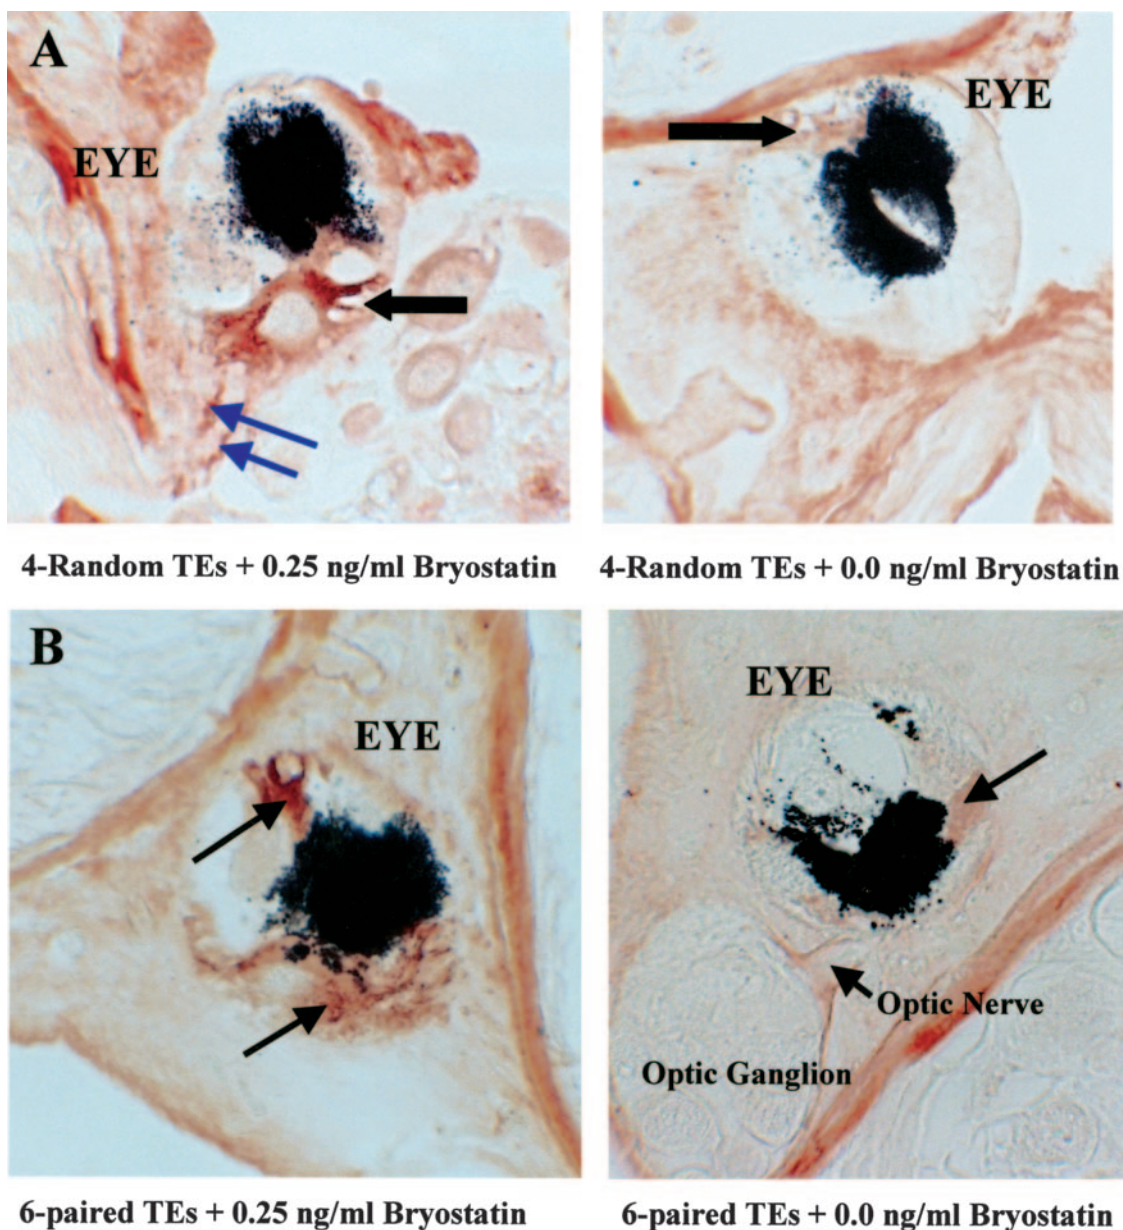 A
EYE
EYE
4-Random TEs + 0.25 ng/ml Bryostatin
4-Random TEs + 0.0 ng/ml Bryostatin
B
EYE
EYE
Optic Nerve
Optic Ganglion
6-paired TEs + 0.25 ng/ml Bryostatin
6-paired TEs + 0.0 ng/ml Bryostatin